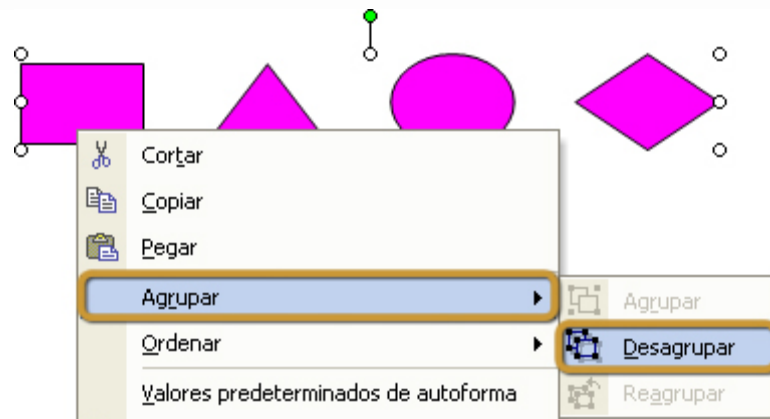 Cortar
Copiar
Pegar
Agrupar
Agrupar
Ordenar
Desagrupar
Valores predeterminados de autoforma
Reagrupar